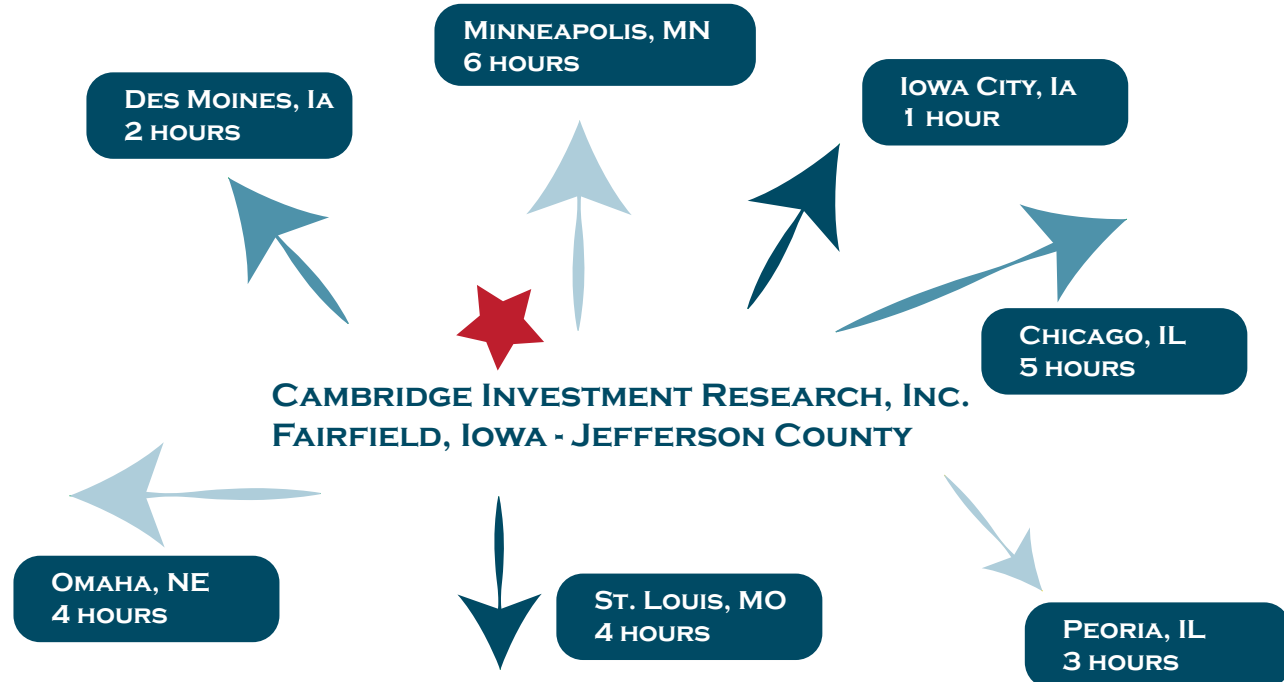 Minneapolis, MN
6 hours
Des Moines, Ia
2 hours
Iowa City, Ia
1 hour
Chicago, IL
5 hours
Cambridge Investment Research, Inc.
Fairfield, Iowa - Jefferson County
Omaha, NE
4 hours
St. Louis, MO
4 hours
Peoria, IL
3 hours